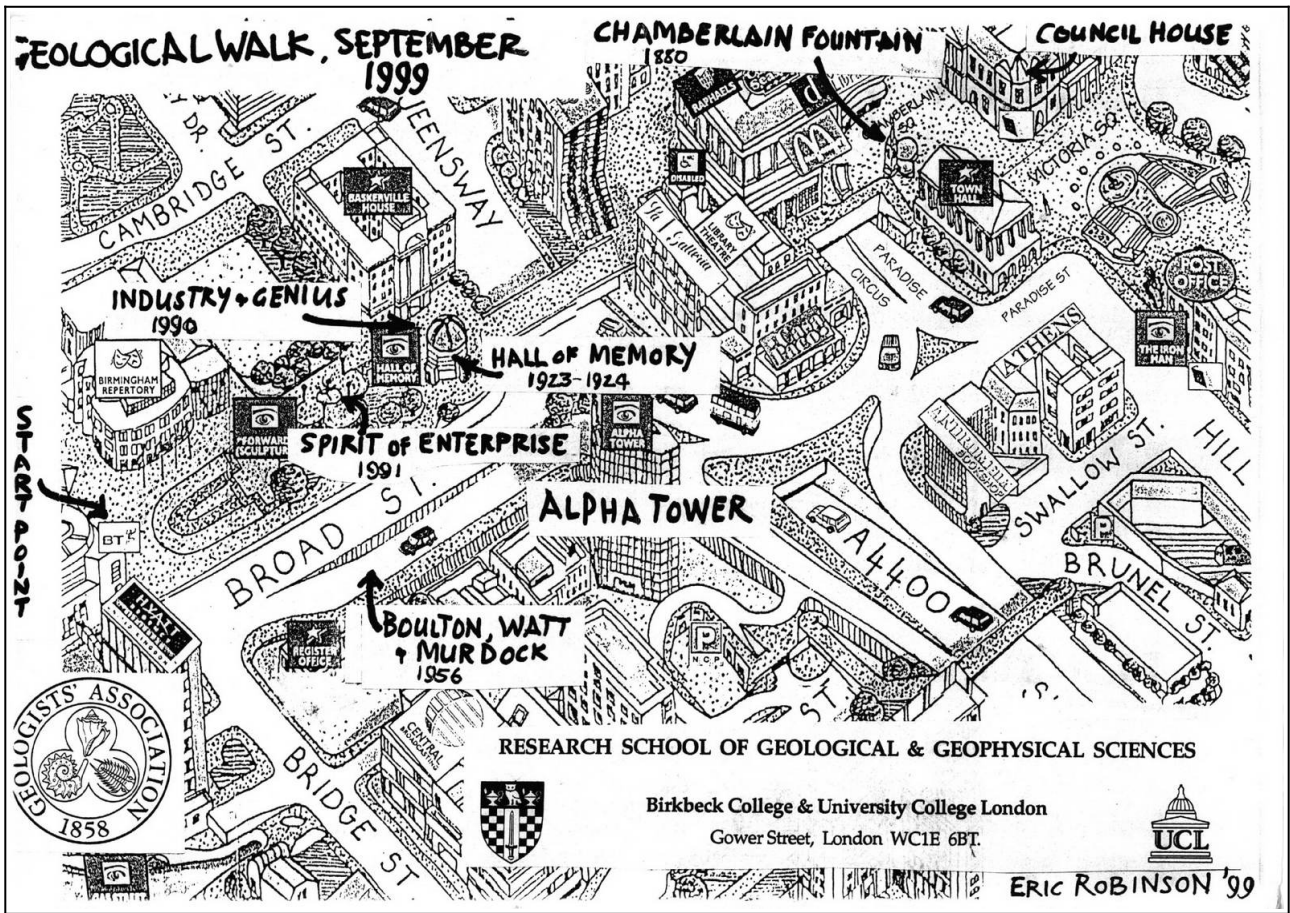 GEOLOGICAL WALK, SEPTEMBER
1999
CHAMBERLAIN FOUNTAIN
1880
COUNCIL HOUSE
RAPHAELS
DISABLED
TOWN
HALL
VICTORIA SQ.
DR.
CAMBRIDGE ST.
QUEENSWAY
BASKERVILLE
HOUSE
The
LIBRARY
THEATRE
PARADISE
CIRCUS
PARADISE ST
POST
OFFICE
THE IRON
MAN
ATHENS
INDUSTRY & GENIUS
1990
HALL OF
MEMORY
HALL OF MEMORY
1923-1924
BIRMINGHAM
REPERTORY
"FORWARD"
(SCULPTURE)
SPIRIT OF ENTERPRISE
1991
ALPHA
TOWER
START POINT
BT
BROAD ST.
ALPHA TOWER
A4400
SWALLOW ST.
HILL
P
BRUNEL ST.
HYATT
REGISTER
OFFICE
BOULTON, WATT
& MURDOCK
1956
P
N.C.P.
ST
BRIDGE ST
CENTRAL
GEOLOGISTS' ASSOCIATION
1858
RESEARCH SCHOOL OF GEOLOGICAL & GEOPHYSICAL SCIENCES
Birkbeck College & University College London
Gower Street, London WC1E 6BT.
UCL
ERIC ROBINSON '99